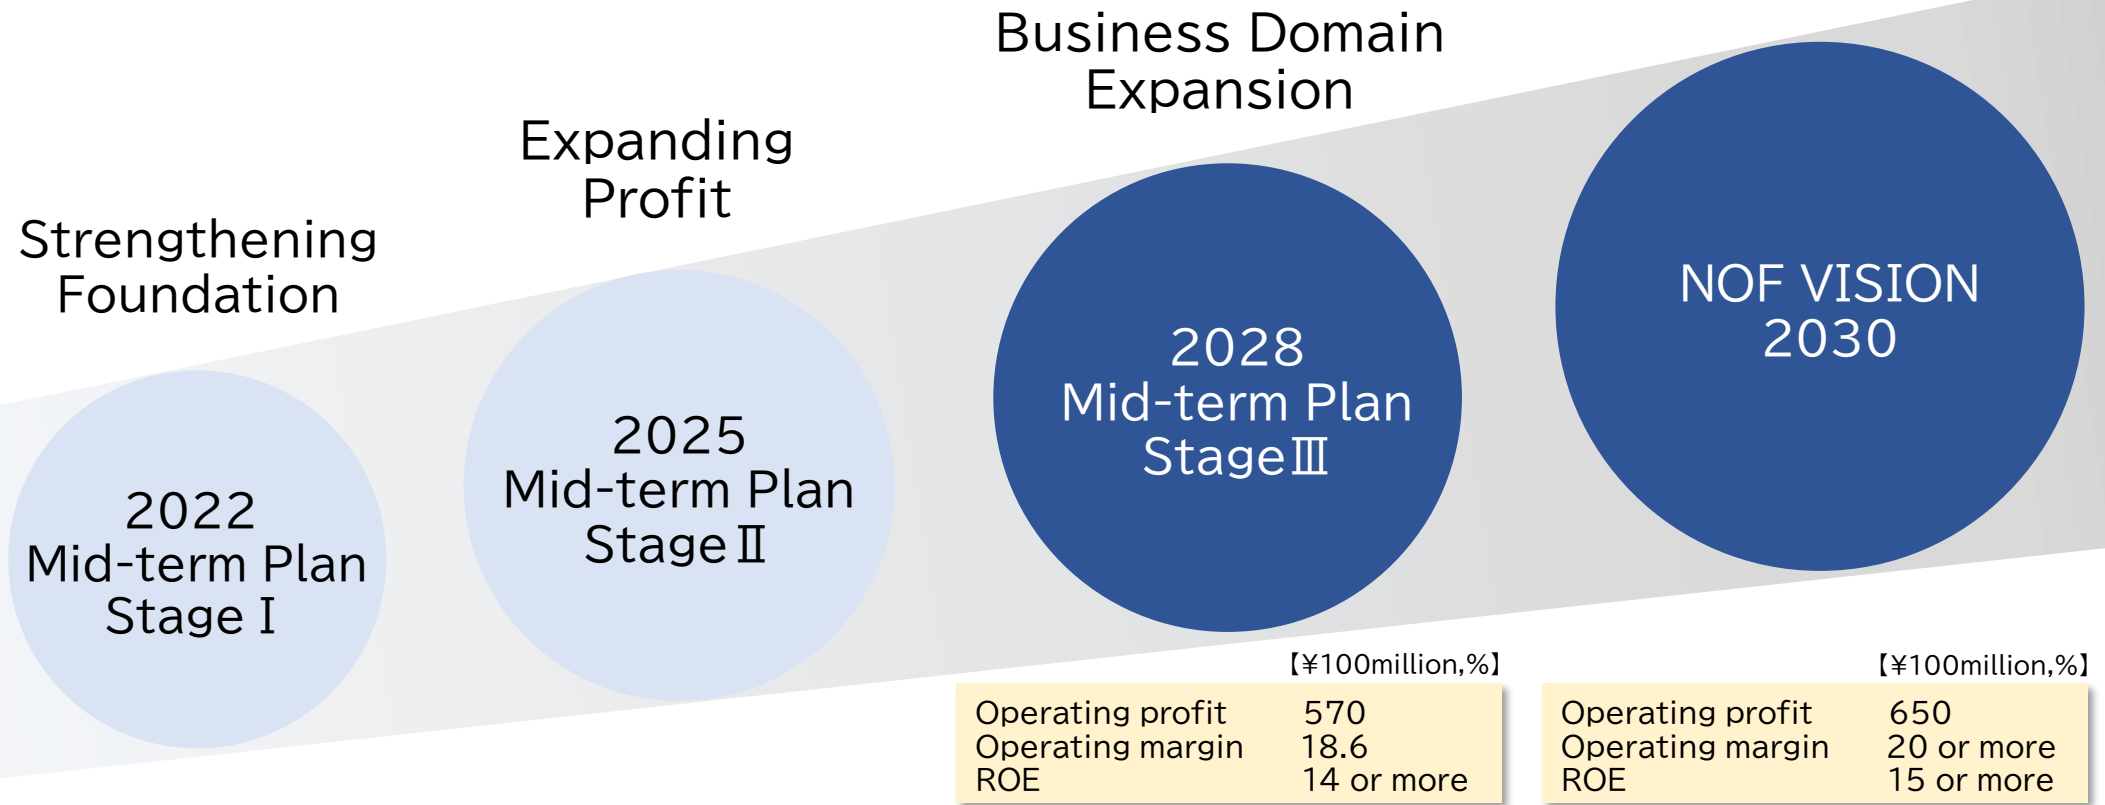 Strengthening
Foundation
2022
Mid-term Plan
Stage Ⅰ
Expanding
Profit
2025
Mid-term Plan
Stage Ⅱ
Business Domain
Expansion
2028
Mid-term Plan
Stage Ⅲ
NOF VISION
2030
【¥100million,%】
Operating profit 570
Operating margin 18.6
ROE 14 or more
【¥100million,%】
Operating profit 650
Operating margin 20 or more
ROE 15 or more